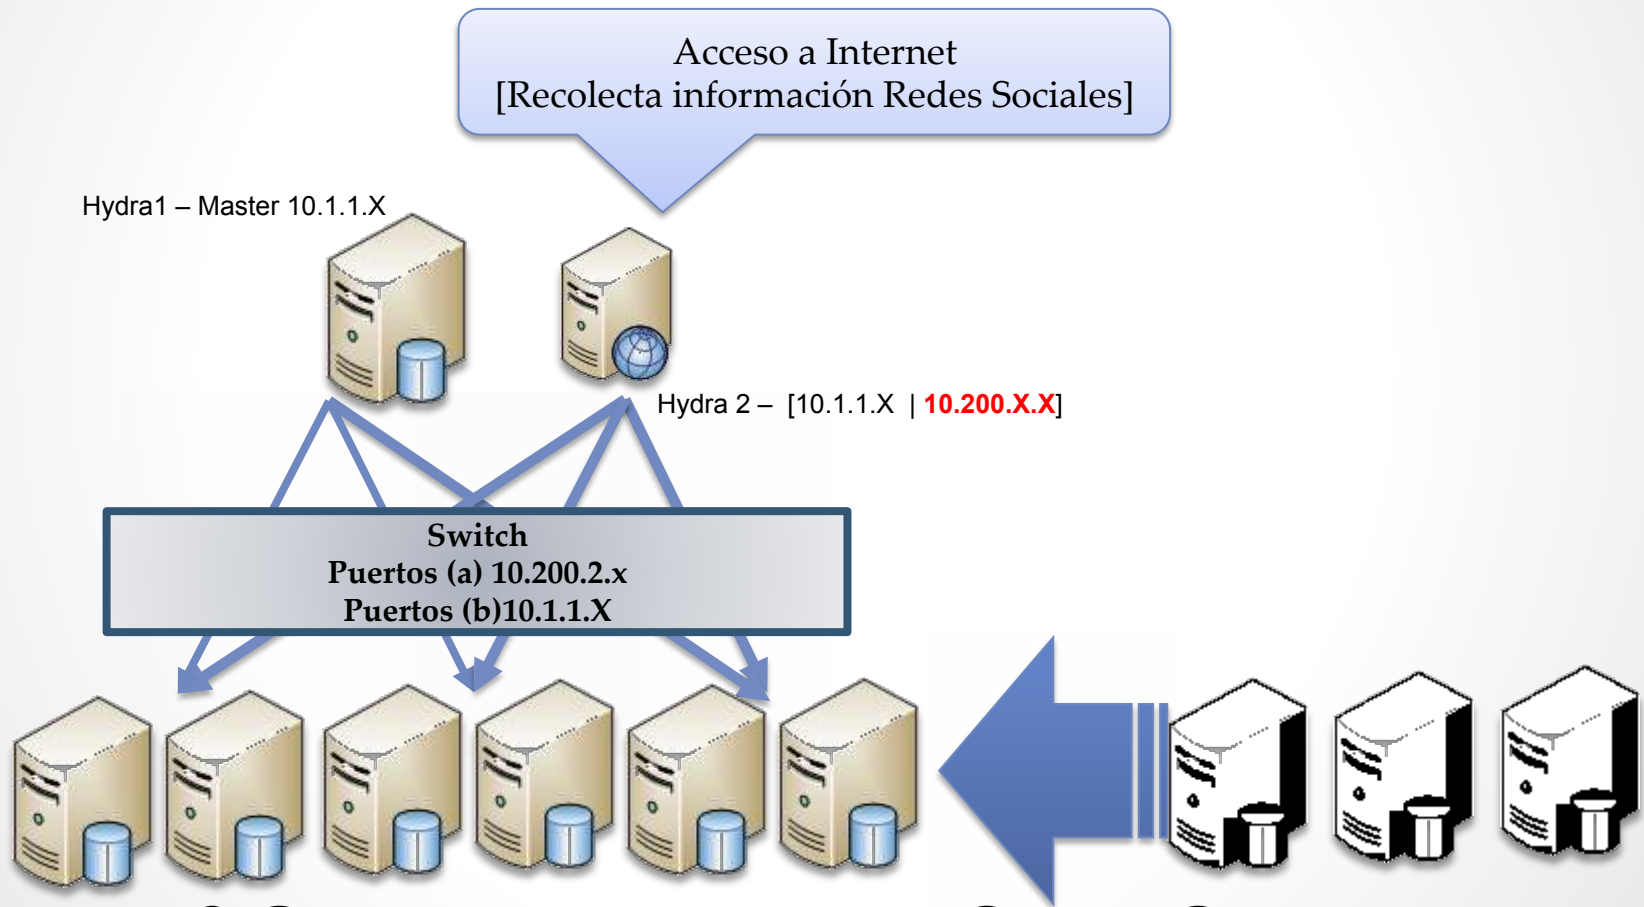 Acceso a Internet
[Recolecta información Redes Sociales]
Hydra1 – Master 10.1.1.X
Hydra 2 – [10.1.1.X | 10.200.X.X]
Switch
Puertos (a) 10.200.2.x
Puertos (b)10.1.1.X